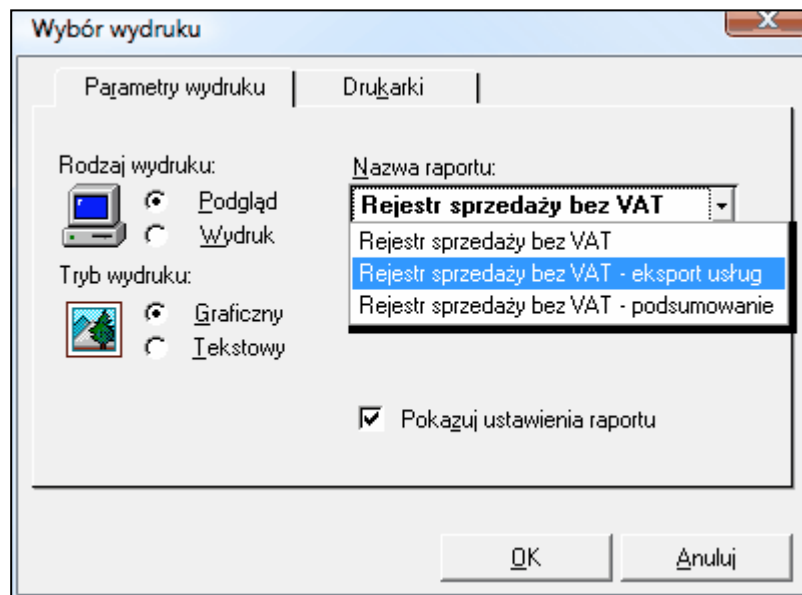 Wybór wydruku
Parametry wydruku
Drukarki
Rodzaj wydruku:
Podgląd
Wydruk
Tryb wydruku:
Graficzny
Tekstowy
Nazwa raportu:
Rejestr sprzedaży bez VAT
Rejestr sprzedaży bez VAT
Rejestr sprzedaży bez VAT - eksport usług
Rejestr sprzedaży bez VAT - podsumowanie
Pokazuj ustawienia raportu
OK
Anuluj